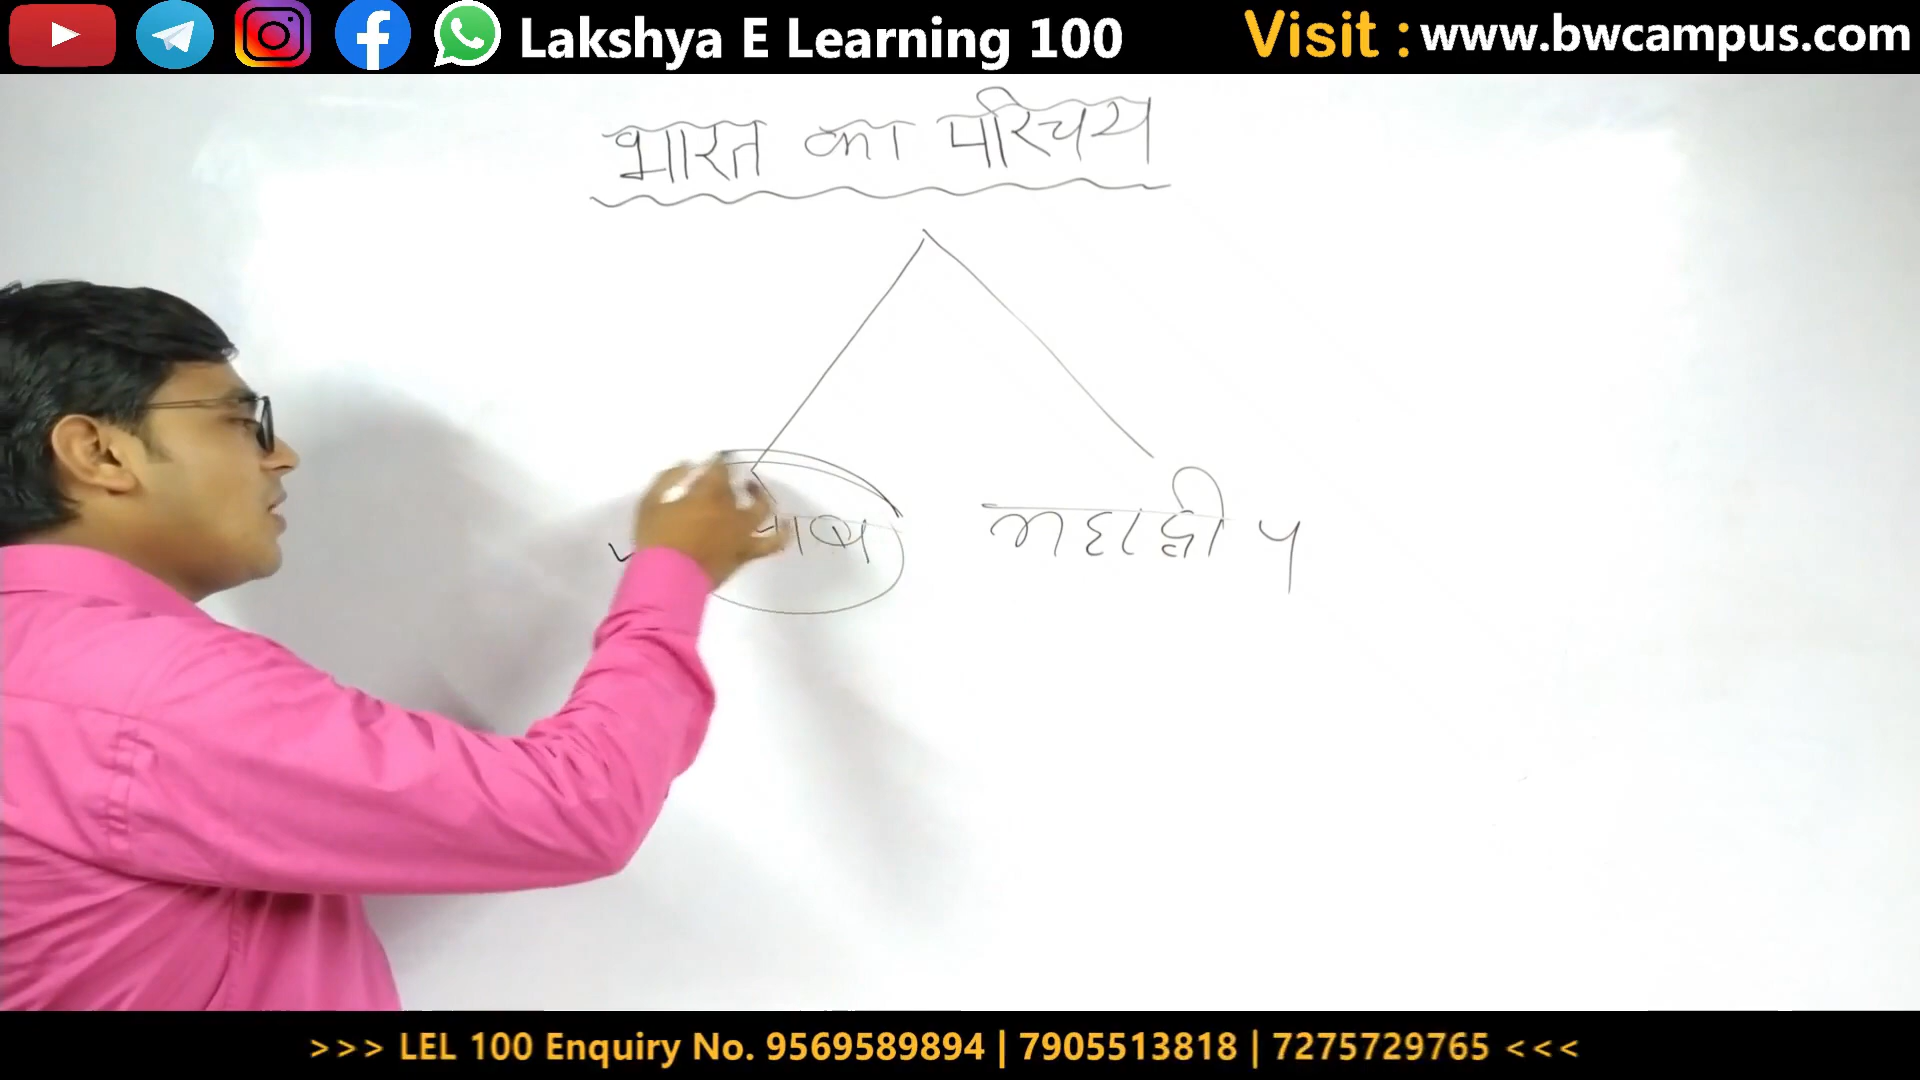 Lakshya E Learning 100 Visit : www.bwcampus.com
भारत का परिचय
महाद्वीप
>>> LEL 100 Enquiry No. 9569589894 | 7905513818 | 7275729765 <<<